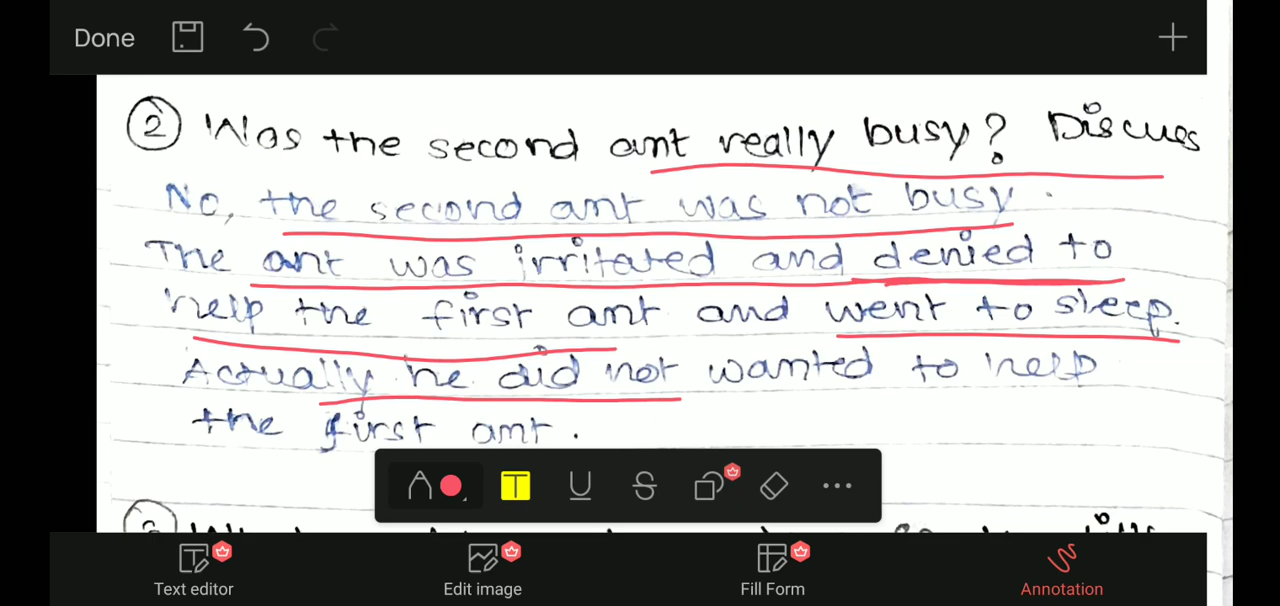 Done
② Was the second ant really busy? Discuss
No, the second ant was not busy.
The ant was irritated and denied to
help the first ant and went to sleep.
Actually he did not wanted to help
the first ant.
T
U
S
Text editor
Edit image
Fill Form
Annotation